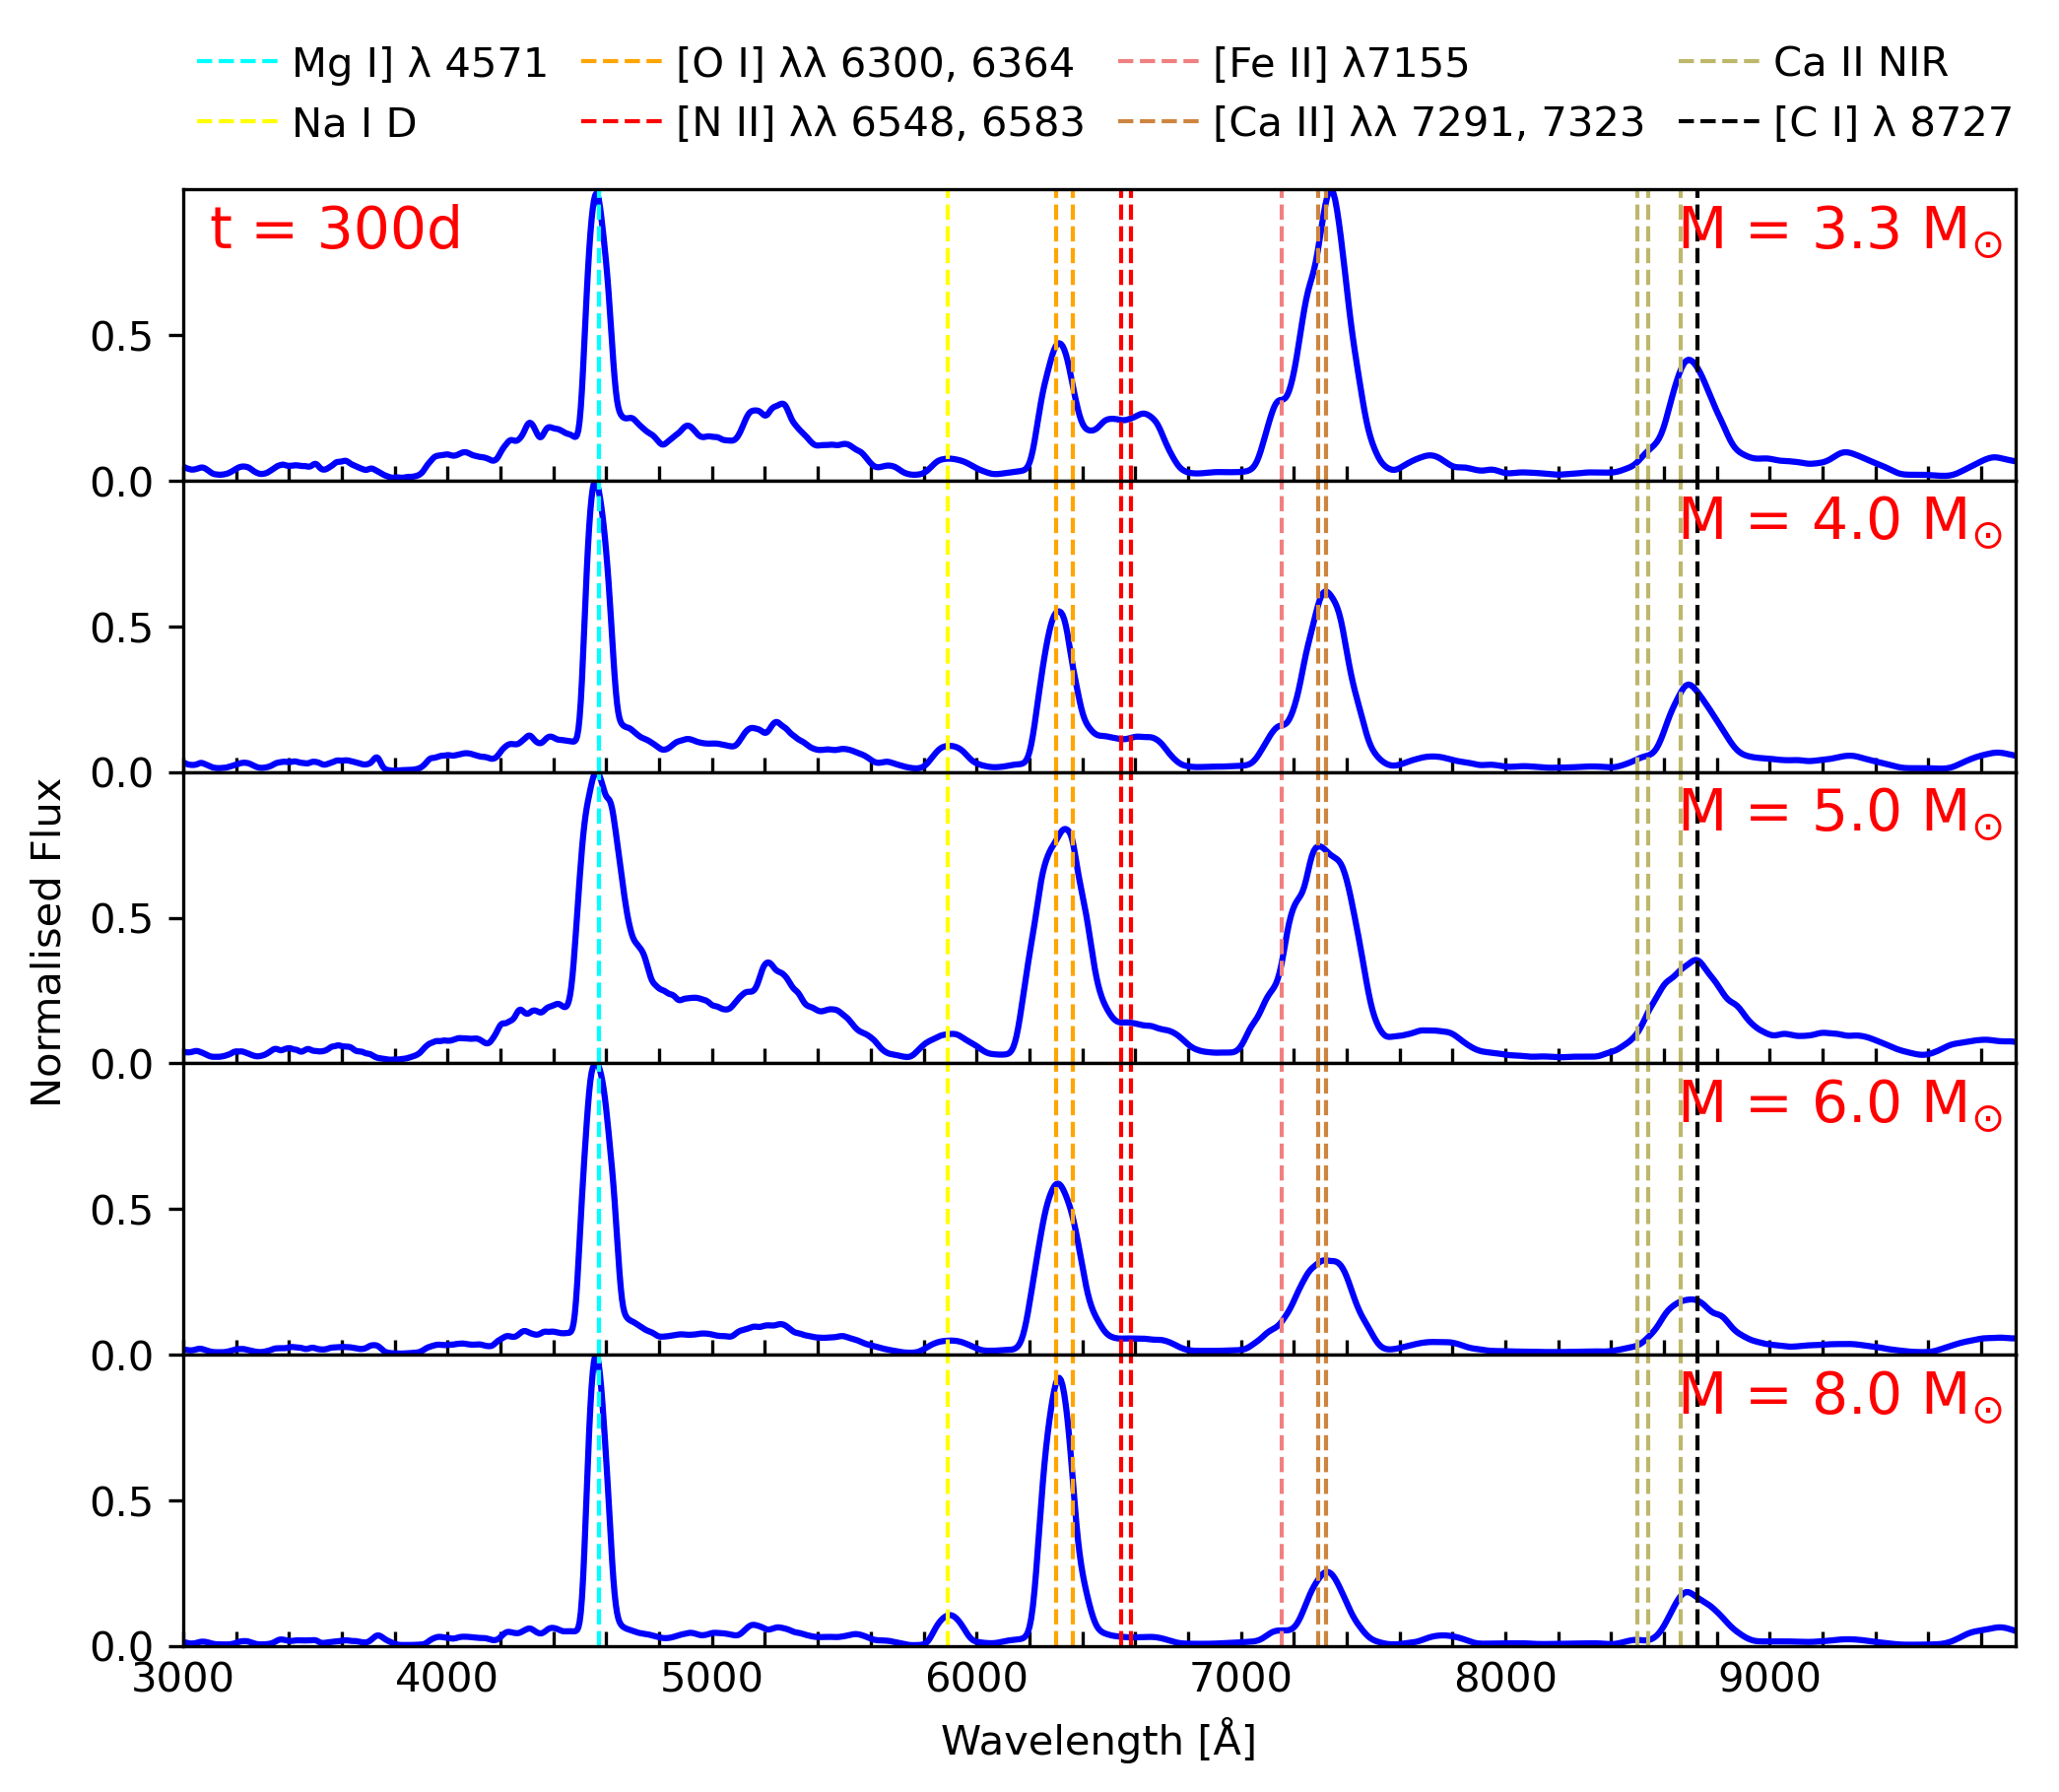 Mg I] λ 4571 [O I] λλ 6300, 6364 [Fe II] λ7155 Ca II NIR
Na I D [N II] λλ 6548, 6583 [Ca II] λλ 7291, 7323 [C I] λ 8727
t = 300d
M = 3.3 M⊙
0.5
0.0
M = 4.0 M⊙
0.5
0.0
M = 5.0 M⊙
0.5
0.0
M = 6.0 M⊙
0.5
0.0
M = 8.0 M⊙
0.5
0.0
Normalised Flux
3000 4000 5000 6000 7000 8000 9000
Wavelength [Å]